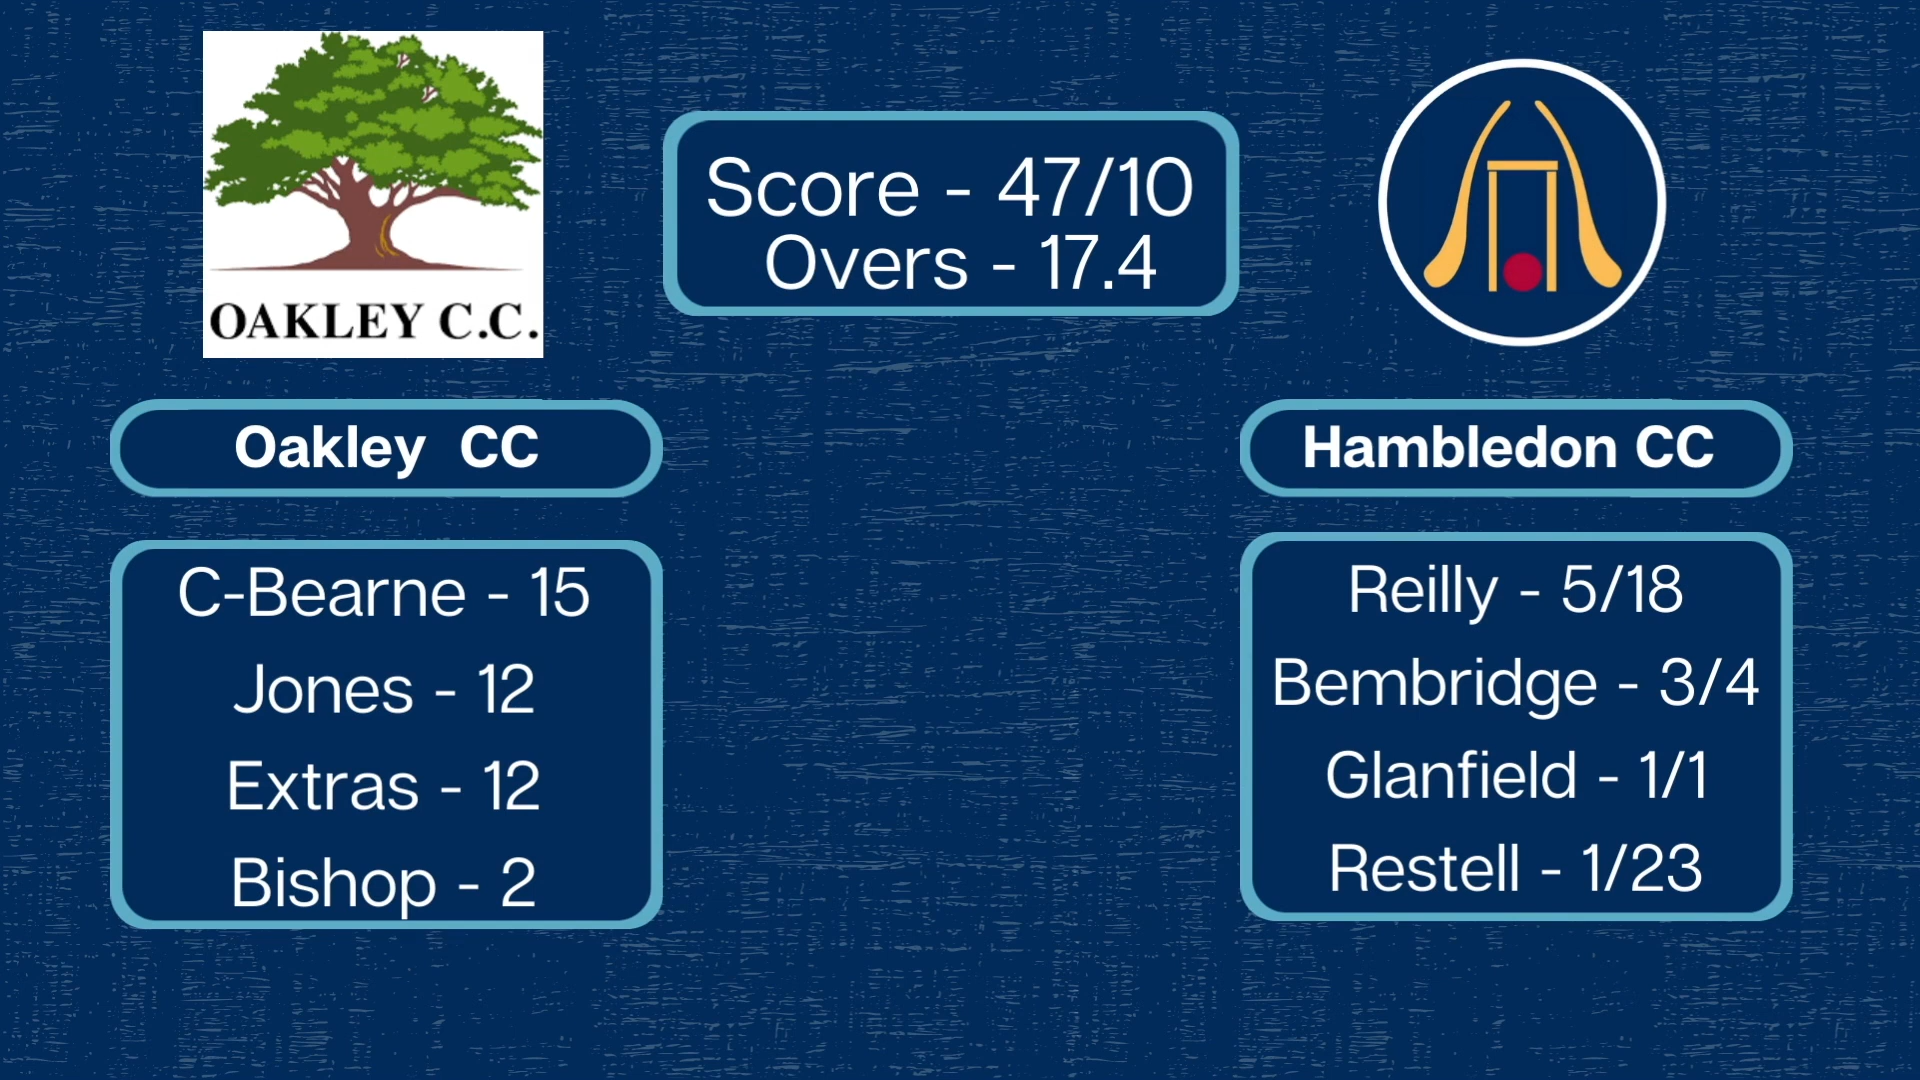 OAKLEY C.C.
Score - 47/10
Overs - 17.4
Oakley CC
C-Bearne - 15
Jones - 12
Extras - 12
Bishop - 2
Hambledon CC
Reilly - 5/18
Bembridge - 3/4
Glanfield - 1/1
Restell - 1/23